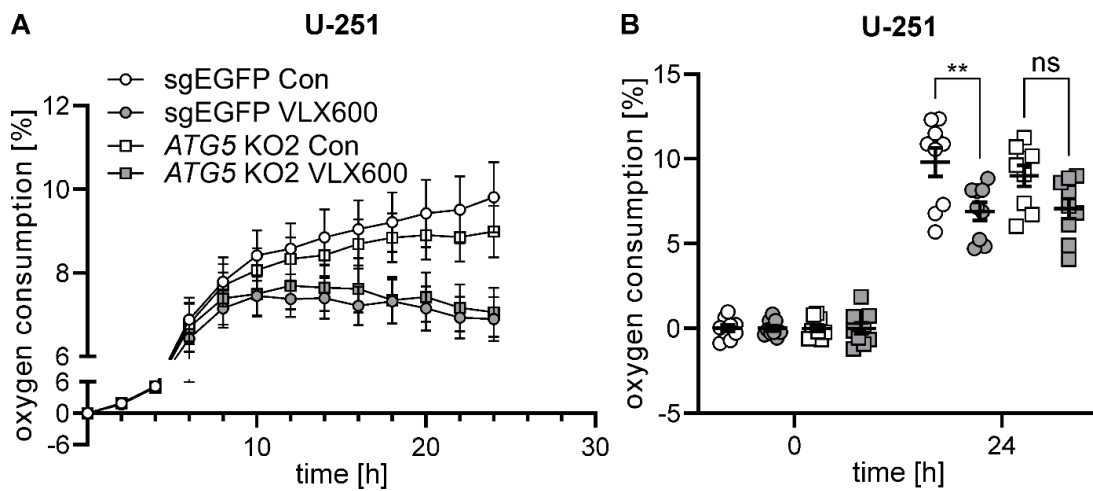 A
U-251
sgEGFP Con
sgEGFP VLX600
ATG5 KO2 Con
ATG5 KO2 VLX600
oxygen consumption [%]
12
10
8
6
6
0
-6
10
20
30
time [h]
B
U-251
**
ns
oxygen consumption [%]
15
10
5
0
-5
0
24
time [h]